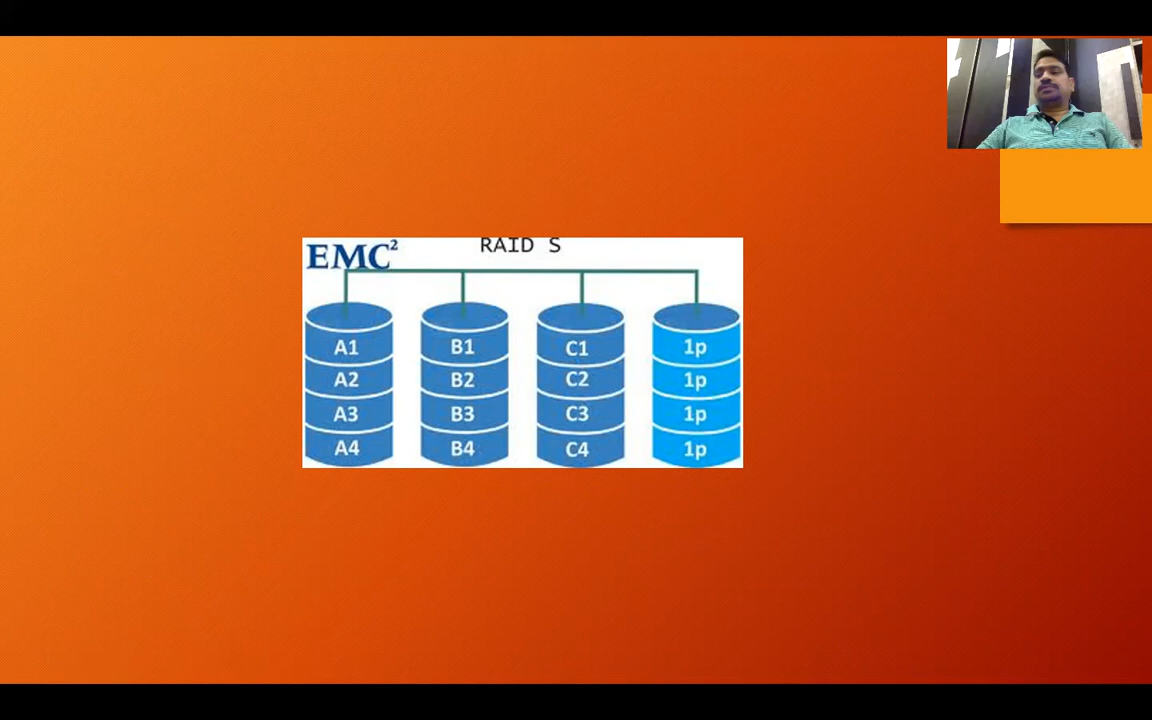 EMC²
RAID S
A1 B1 C1 1p
A2 B2 C2 1p
A3 B3 C3 1p
A4 B4 C4 1p